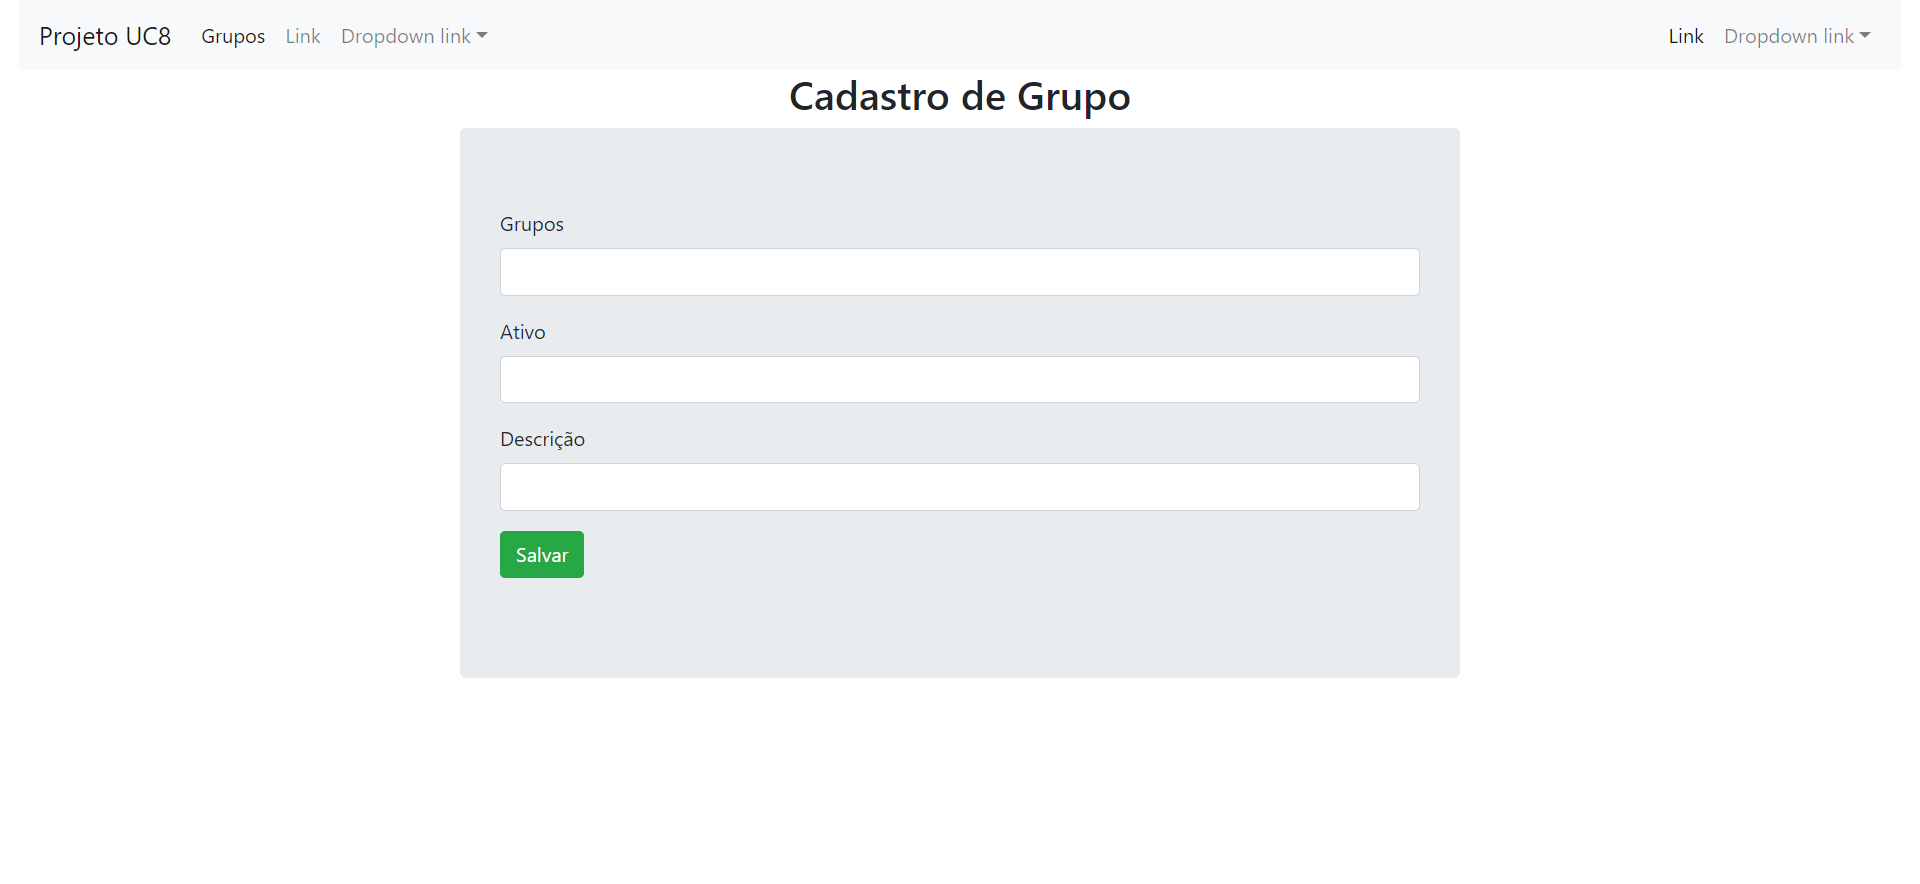 Projeto UC8 Grupos Link Dropdown link Link Dropdown link
Cadastro de Grupo
Grupos
Ativo
Descrição
Salvar